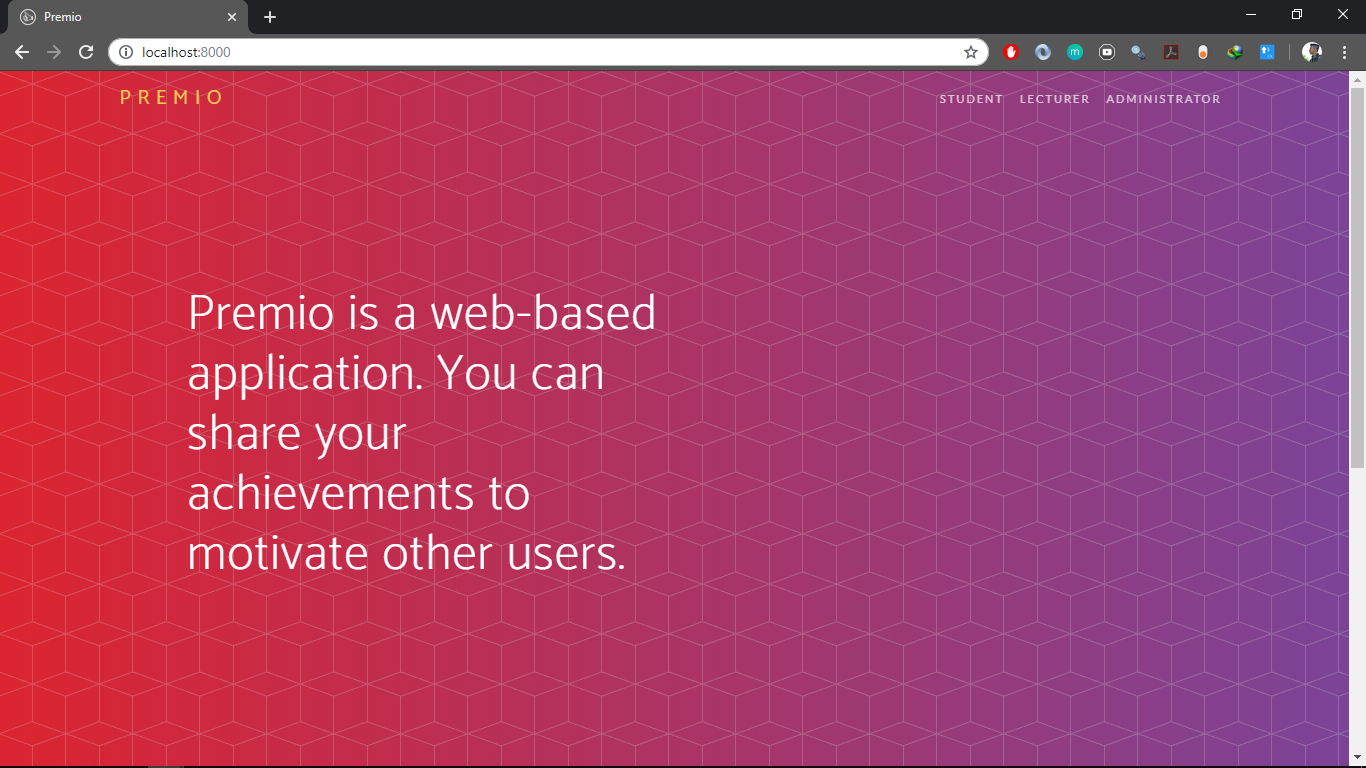 Premio
localhost:8000
PREMIO
STUDENT LECTURER ADMINISTRATOR
Premio is a web-based
application. You can
share your
achievements to
motivate other users.